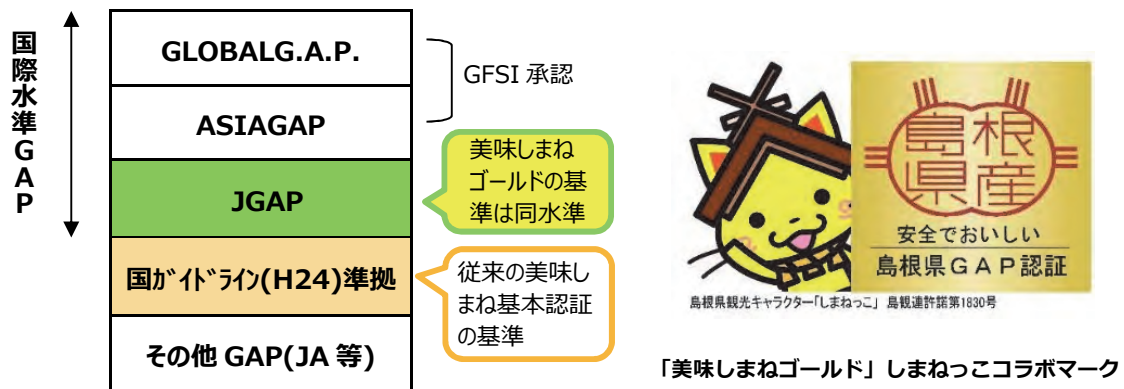 国際水準GAP
GLOBALG.A.P.
ASIAGAP
JGAP
国ｶﾞｲﾄﾞﾗｲﾝ(H24)準拠
その他 GAP(JA 等)
GFSI 承認
美味しまね
ゴールドの基
準は同水準
従来の美味し
まね基本認証
の基準
島根
県産
安全でおいしい
島根県GAP認証
島根県観光キャラクター「しまねっこ」 島観連許諾第1830号
「美味しまねゴールド」しまねっこコラボマーク